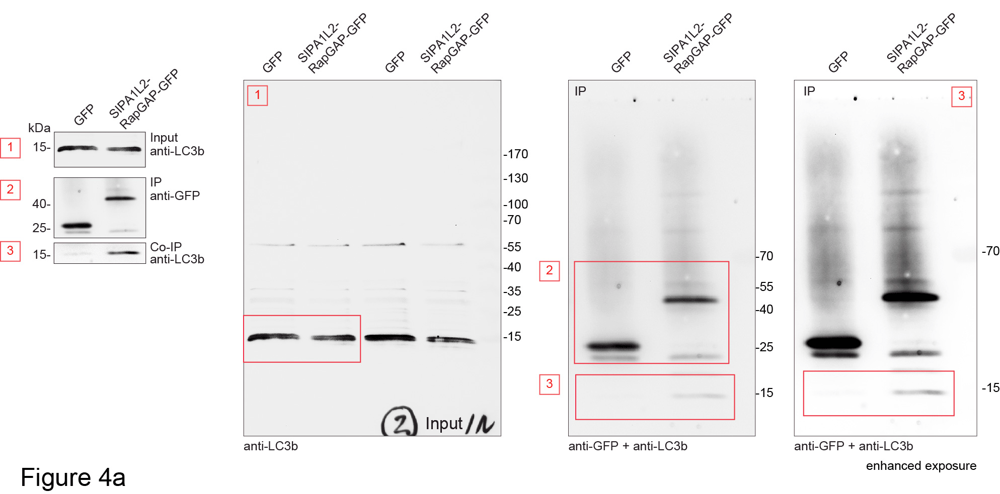 GFP
SIPA1L2-
RapGAP-GFP
kDa
1
15-
Input
anti-LC3b
2
40-
25-
IP
anti-GFP
3
15-
Co-IP
anti-LC3b
GFP
SIPA1L2-
RapGAP-GFP
GFP
SIPA1L2-
RapGAP-GFP
1
-170
-130
-100
-70
-55
-40
-35
-25
-15
2 Input /IN
anti-LC3b
GFP
SIPA1L2-
RapGAP-GFP
IP
2
3
-70
-55
-40
-25
-15
anti-GFP + anti-LC3b
GFP
SIPA1L2-
RapGAP-GFP
IP
3
-70
-15
anti-GFP + anti-LC3b
enhanced exposure
Figure 4a